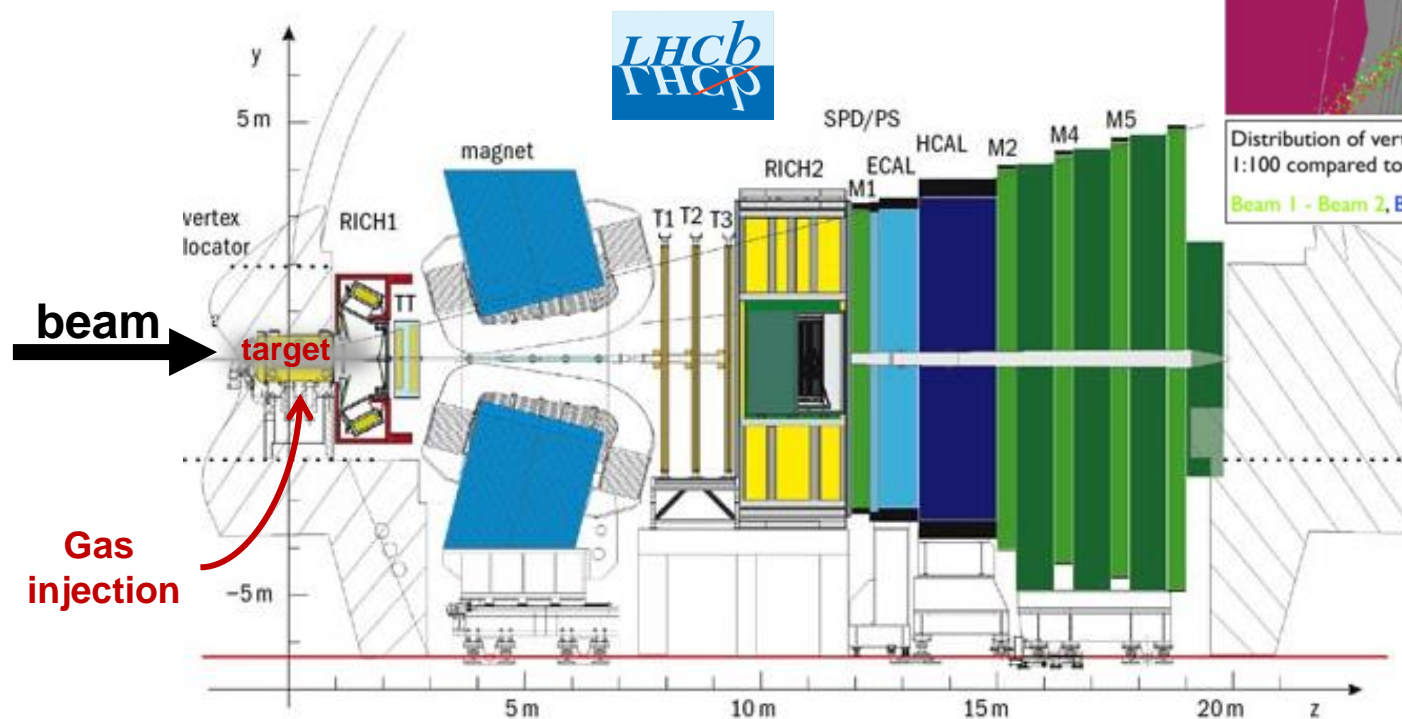 LHCb
LHCb
y
5 m
magnet
SPD/PS
HCAL
ECAL
M1
M2
M4
M5
RICH2
T1 T2 T3
RICH1
TT
vertex
locator
beam
target
Gas
injection
−5 m
5 m
10 m
15 m
20 m
z
Distribution of vert
1:100 compared to
Beam 1 - Beam 2, B